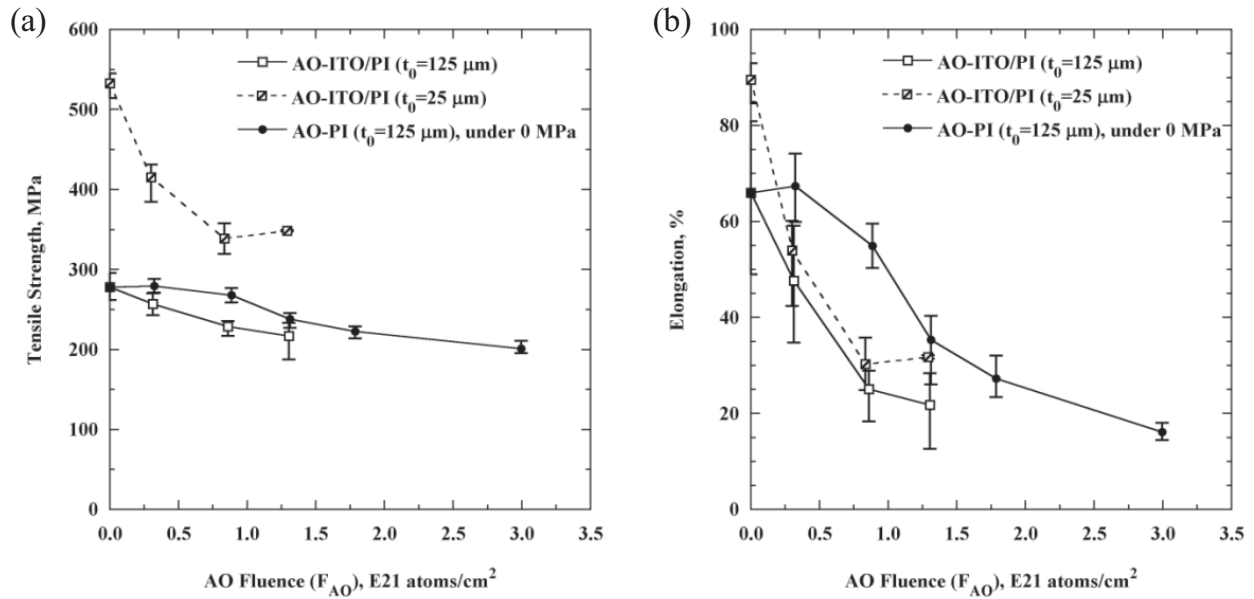 (a)
600
500
400
300
200
100
0
Tensile Strength, MPa
AO-ITO/PI (t₀=125 μm)
AO-ITO/PI (t₀=25 μm)
AO-PI (t₀=125 μm), under 0 MPa
0.0 0.5 1.0 1.5 2.0 2.5 3.0 3.5
AO Fluence (F_AO), E21 atoms/cm²
(b)
100
80
60
40
20
0
Elongation, %
AO-ITO/PI (t₀=125 μm)
AO-ITO/PI (t₀=25 μm)
AO-PI (t₀=125 μm), under 0 MPa
0.0 0.5 1.0 1.5 2.0 2.5 3.0 3.5
AO Fluence (F_AO), E21 atoms/cm²